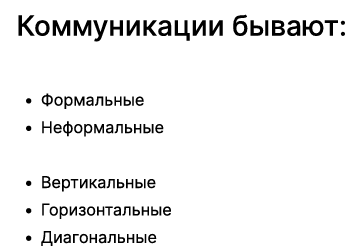 Коммуникации бывают:
• Формальные
• Неформальные
• Вертикальные
• Горизонтальные
• Диагональные